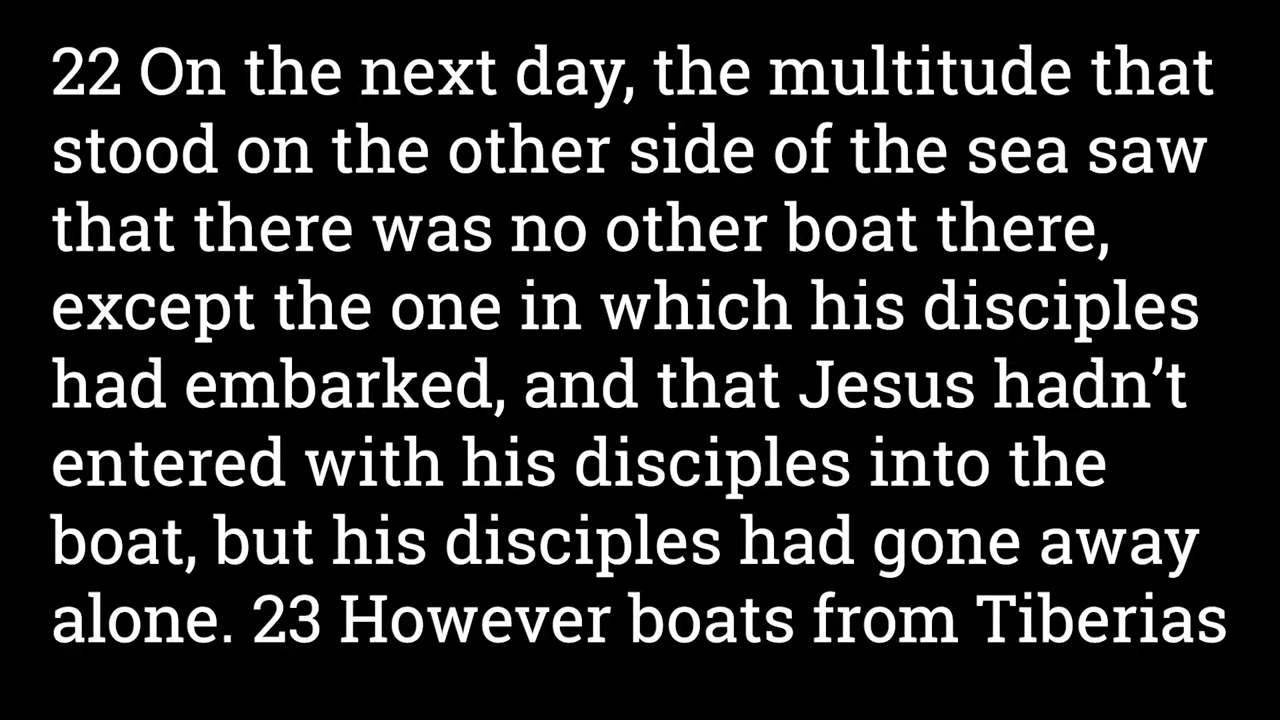 22 On the next day, the multitude that
stood on the other side of the sea saw
that there was no other boat there,
except the one in which his disciples
had embarked, and that Jesus hadn’t
entered with his disciples into the
boat, but his disciples had gone away
alone. 23 However boats from Tiberias